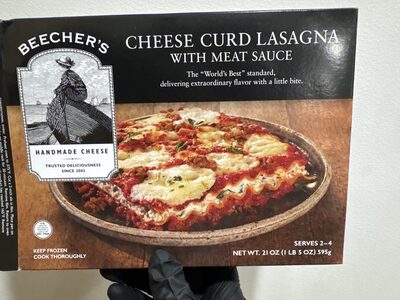 BEECHER'S
HANDMADE CHEESE
TRUSTED DELICIOUSNESS
SINCE 2003
CHEESE CURD LASAGNA
WITH MEAT SAUCE
The "World's Best" standard,
delivering extraordinary flavor with a little bite.
KEEP FROZEN
COOK THOROUGHLY
SERVES 2–4
NET WT. 21 OZ (1 LB 5 OZ) 595g